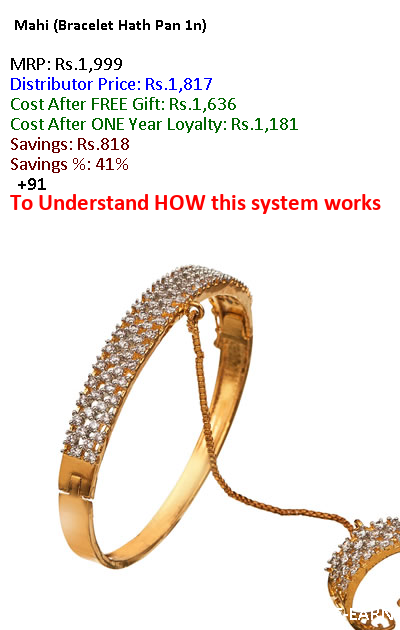 Mahi (Bracelet Hath Pan 1n)
MRP: Rs.1,999
Distributor Price: Rs.1,817
Cost After FREE Gift: Rs.1,636
Cost After ONE Year Loyalty: Rs.1,181
Savings: Rs.818
Savings %: 41%
+91
To Understand HOW this system works
-EARN